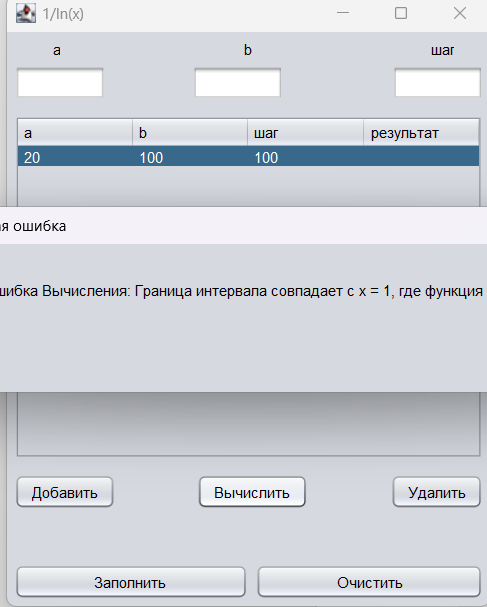 1/ln(x)
a b шаг
a b шаг результат
20 100 100
ошибка
Вычисления: Граница интервала совпадает с x = 1, где функция
Добавить Вычислить Удалить
Заполнить Очистить